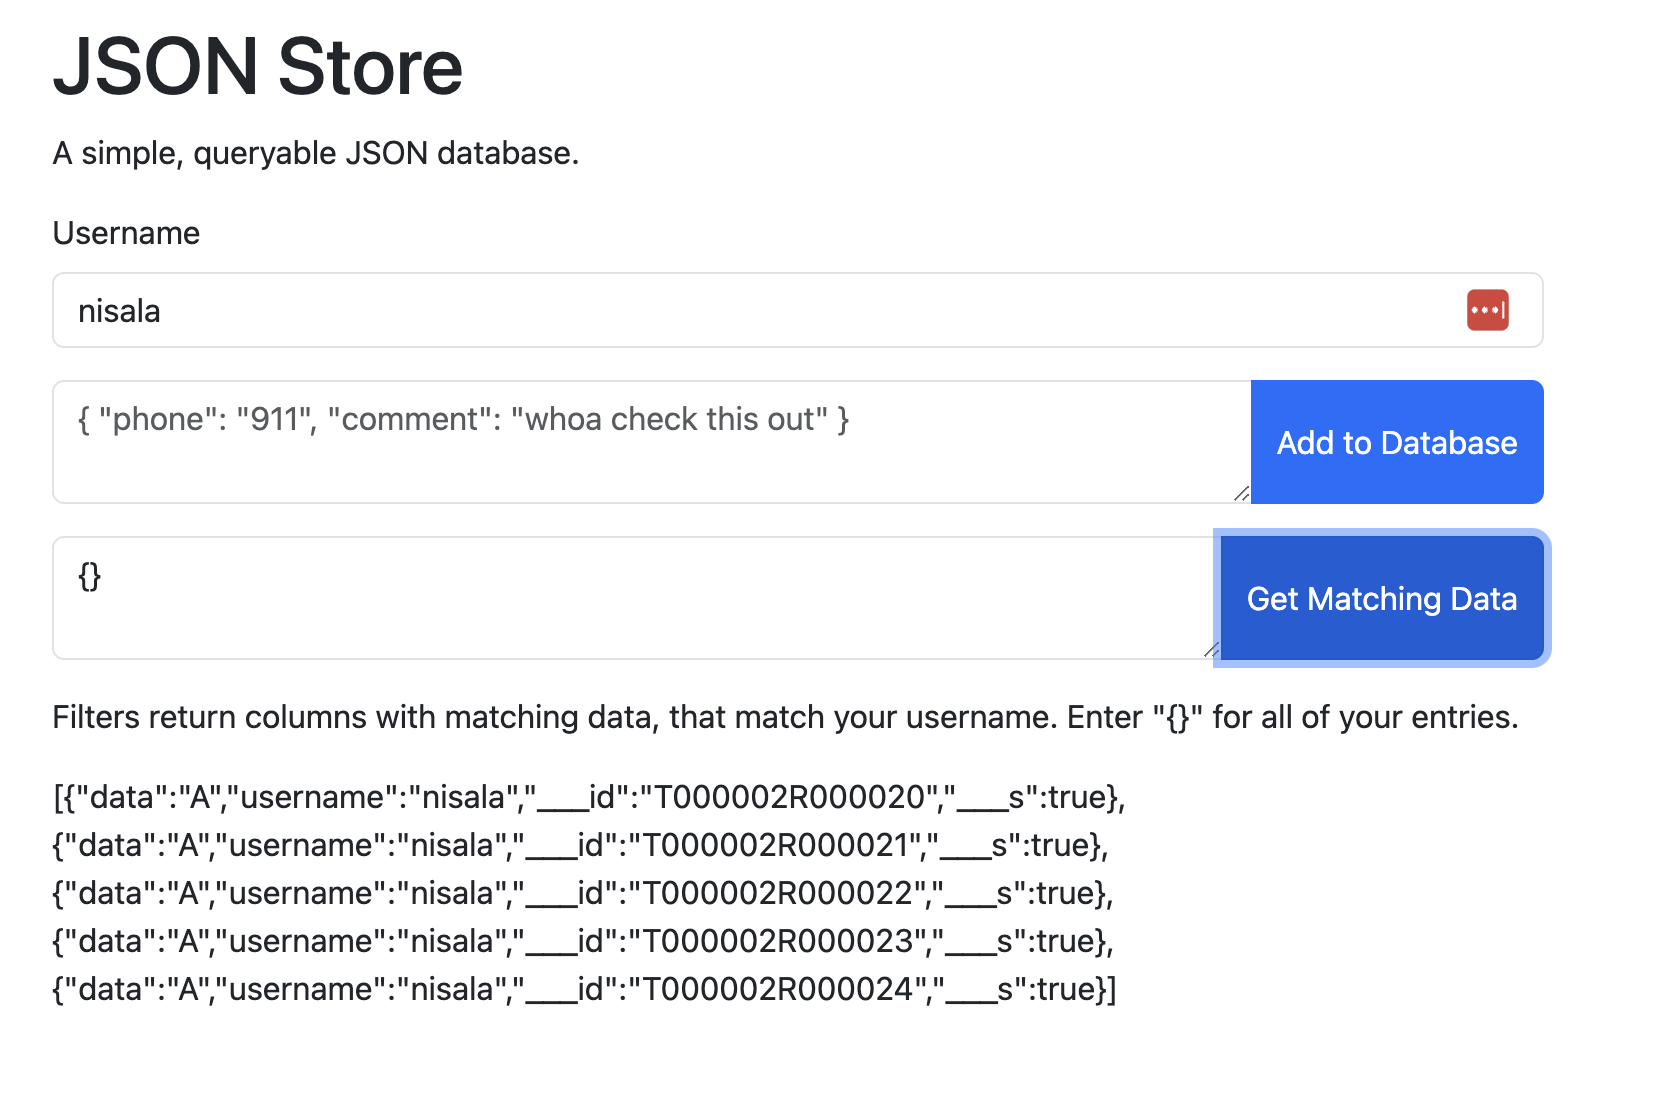 JSON Store
A simple, queryable JSON database.
Username
nisala
{ "phone": "911", "comment": "whoa check this out" }
Add to Database
{}
Get Matching Data
Filters return columns with matching data, that match your username. Enter "{}" for all of your entries.
[{"data":"A","username":"nisala","___id":"T000002R000020","___s":true},
{"data":"A","username":"nisala","___id":"T000002R000021","___s":true},
{"data":"A","username":"nisala","___id":"T000002R000022","___s":true},
{"data":"A","username":"nisala","___id":"T000002R000023","___s":true},
{"data":"A","username":"nisala","___id":"T000002R000024","___s":true}]